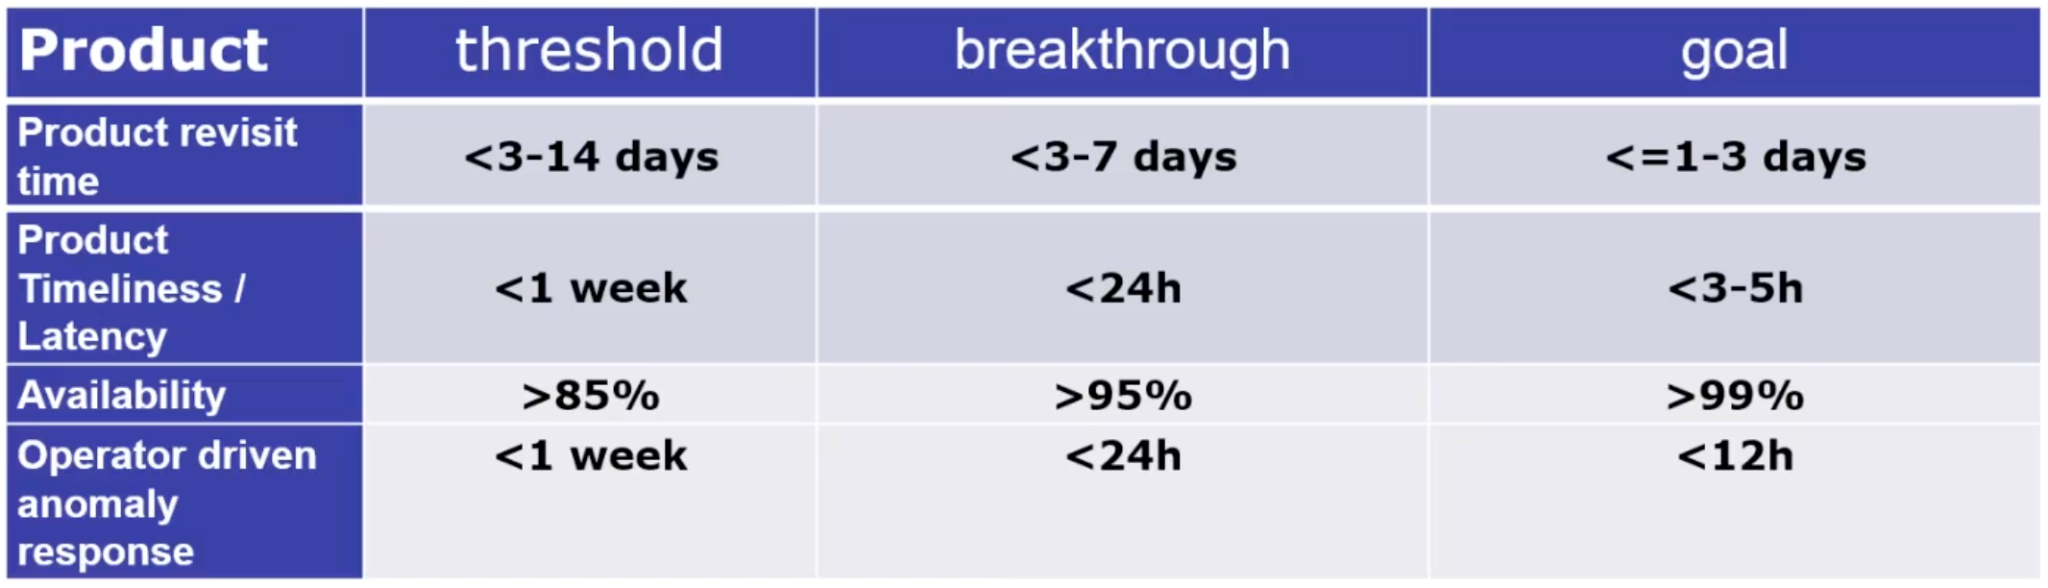 Product threshold breakthrough goal
Product revisit
time
<3-14 days <3-7 days <=1-3 days
Product
Timeliness /
Latency
<1 week <24h <3-5h
Availability >85% >95% >99%
Operator driven
anomaly
response
<1 week <24h <12h